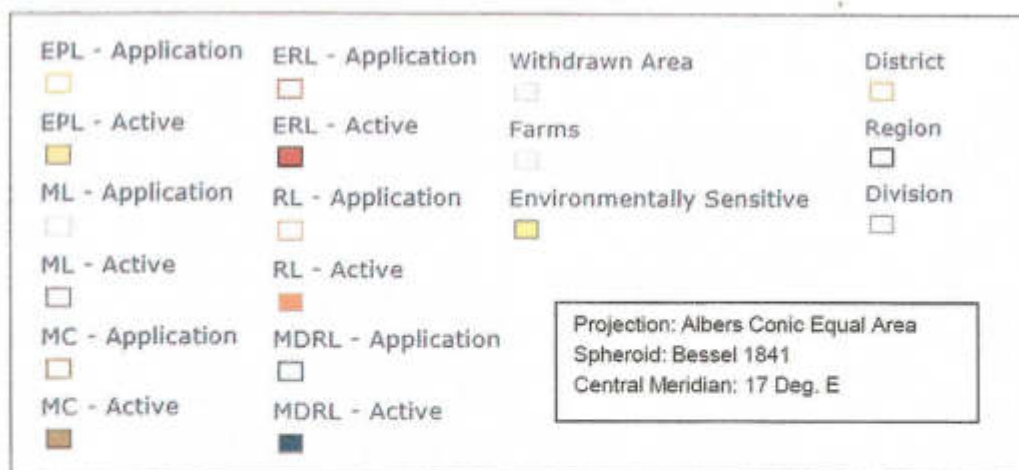 EPL - Application
EPL - Active
ML - Application
ML - Active
MC - Application
MC - Active
ERL - Application
ERL - Active
RL - Application
RL - Active
MDRL - Application
MDRL - Active
Withdrawn Area
Farms
Environmentally Sensitive
District
Region
Division
Projection: Albers Conic Equal Area
Spheroid: Bessel 1841
Central Meridian: 17 Deg. E